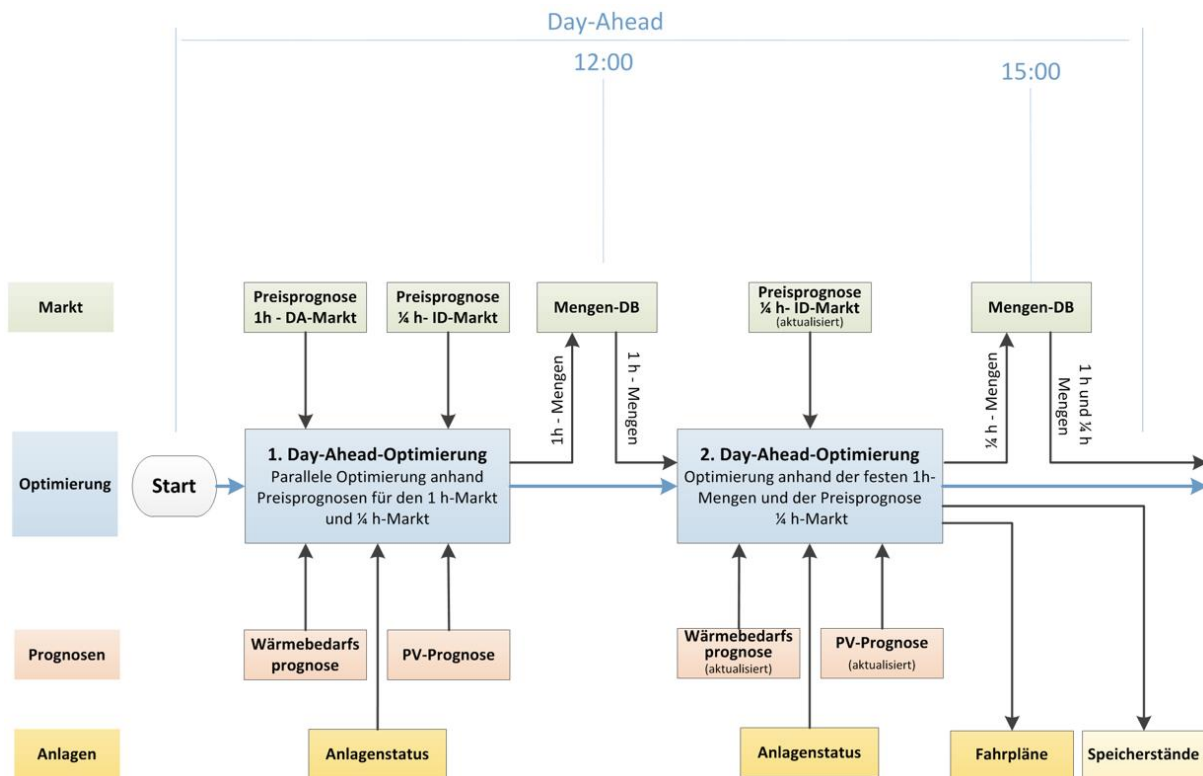 Day-Ahead
12:00
15:00
Markt
Preisprognose
1h - DA-Markt
Preisprognose
¼ h- ID-Markt
Mengen-DB
Preisprognose
¼ h- ID-Markt
(aktualisiert)
Mengen-DB
1h - Mengen
1 h - Mengen
¼ h - Mengen
1 h und ¼ h
Mengen
Optimierung
Start
1. Day-Ahead-Optimierung
Parallele Optimierung anhand
Preisprognosen für den 1 h-Markt
und ¼ h-Markt
2. Day-Ahead-Optimierung
Optimierung anhand der festen 1h-
Mengen und der Preisprognose
¼ h-Markt
Prognosen
Wärmebedarfs
prognose
PV-Prognose
Wärmebedarfs
prognose
(aktualisiert)
PV-Prognose
(aktualisiert)
Anlagen
Anlagenstatus
Anlagenstatus
Fahrpläne
Speicherstände